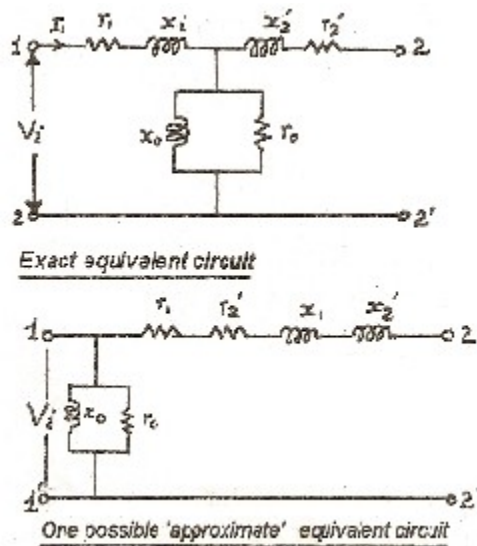 1 I₁ r₁ x₁ x₂' r₂' 2
V₁ x₀ r₀
2 2'
Exact equivalent circuit
1 r₁ r₂' x₁ x₂' 2
V₁ x₀ r₀
1 2'
One possible 'approximate' equivalent circuit